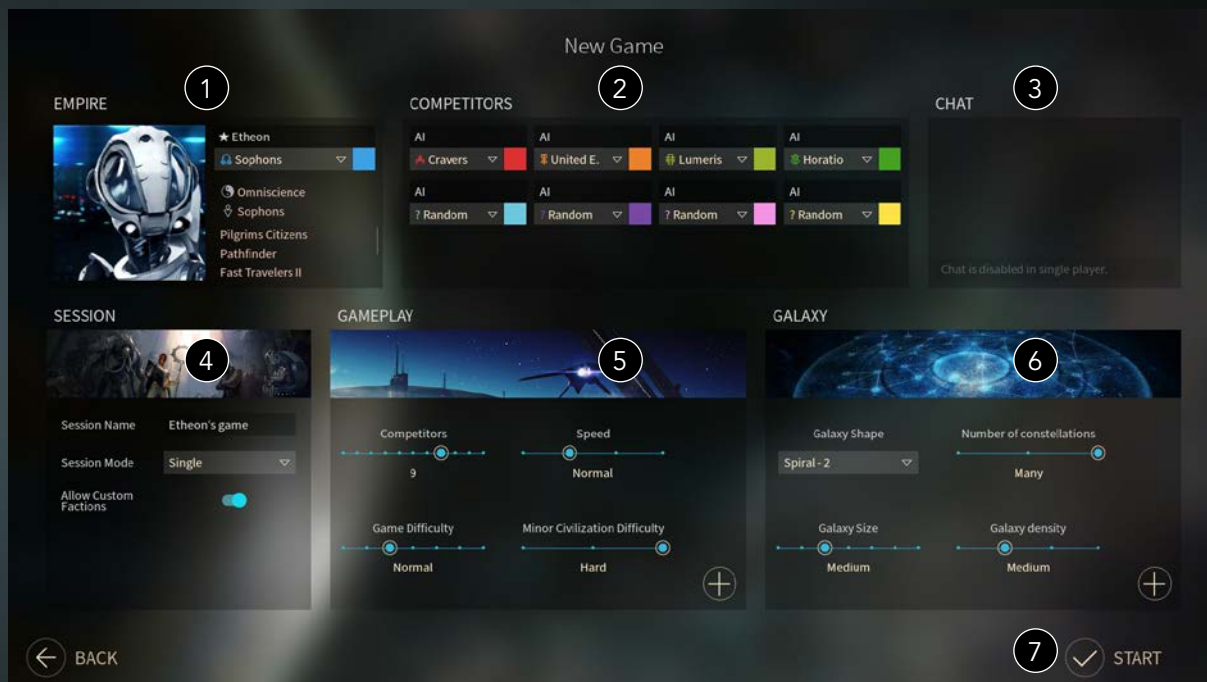 New Game
1
2
3
EMPIRE
COMPETITORS
CHAT
★ Etheon
Sophons
Omniscience
Sophons
Pilgrims Citizens
Pathfinder
Fast Travelers II
AI
AI
AI
AI
Cravers
United E.
Lumeris
Horatio
AI
AI
AI
AI
? Random
? Random
? Random
? Random
Chat is disabled in single player.
SESSION
GAMEPLAY
GALAXY
4
5
6
Session Name
Etheon's game
Session Mode
Single
Allow Custom
Factions
Competitors
9
Speed
Normal
Game Difficulty
Normal
Minor Civilization Difficulty
Hard
Galaxy Shape
Spiral - 2
Number of constellations
Many
Galaxy Size
Medium
Galaxy density
Medium
BACK
7
START